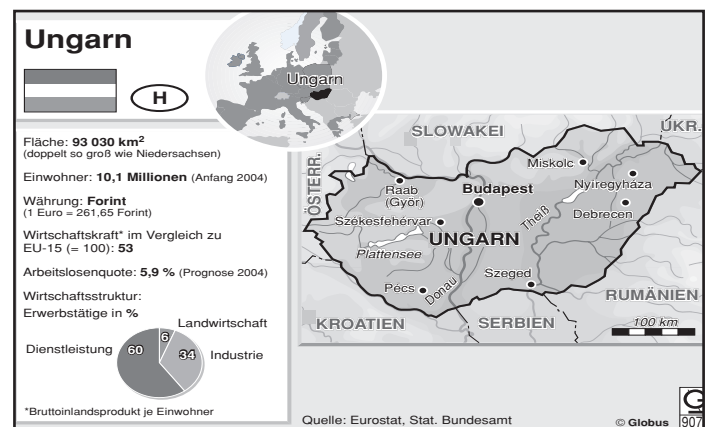 Ungarn
H
Ungarn
Fläche: 93 030 km²
(doppelt so groß wie Niedersachsen)
Einwohner: 10,1 Millionen (Anfang 2004)
Währung: Forint
(1 Euro = 261,65 Forint)
Wirtschaftskraft* im Vergleich zu
EU-15 (= 100): 53
Arbeitslosenquote: 5,9 % (Prognose 2004)
Wirtschaftsstruktur:
Erwerbstätige in %
Landwirtschaft
6
Dienstleistung
60
34
Industrie
*Bruttoinlandsprodukt je Einwohner
SLOWAKEI
UKR.
ÖSTERR.
Miskolc
Raab
(Györ)
Budapest
Nyíregyháza
Székesfehérvar
Debrecen
Theiß
UNGARN
Plattensee
Szeged
Pécs
Donau
RUMÄNIEN
KROATIEN
SERBIEN
100 km
Quelle: Eurostat, Stat. Bundesamt
© Globus
G
907